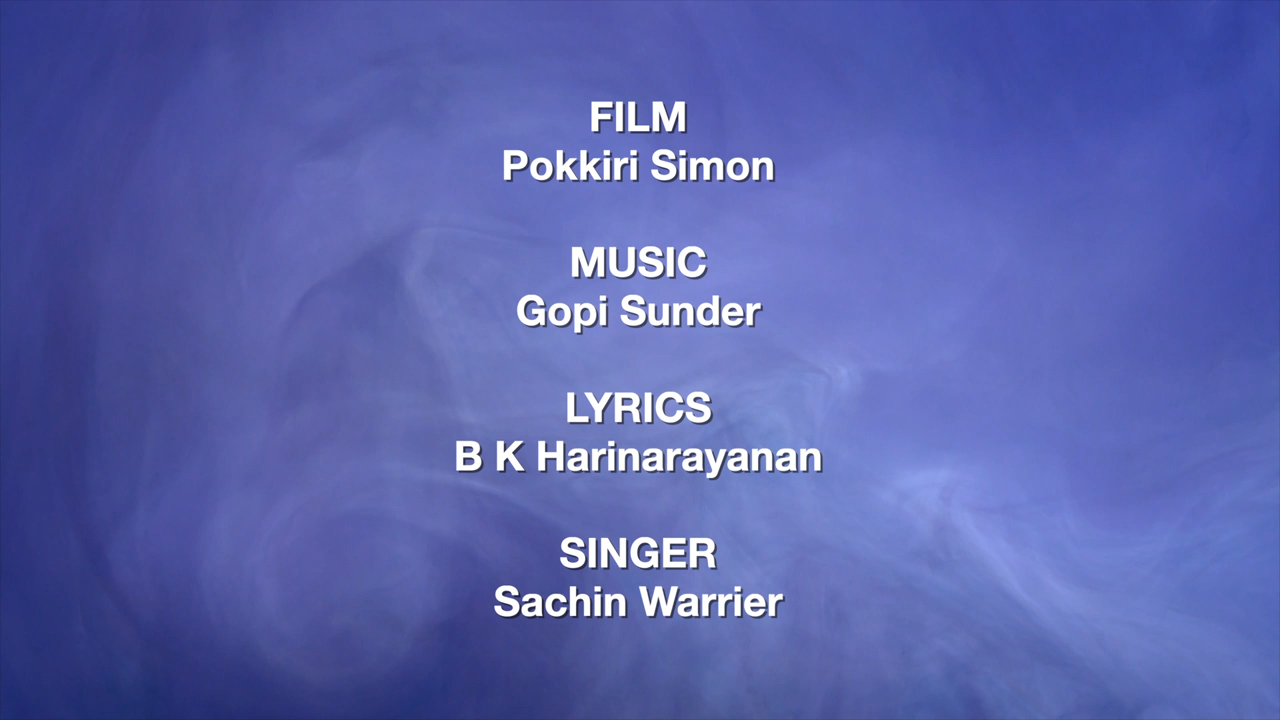 FILM
Pokkiri Simon
MUSIC
Gopi Sunder
LYRICS
B K Harinarayanan
SINGER
Sachin Warrier